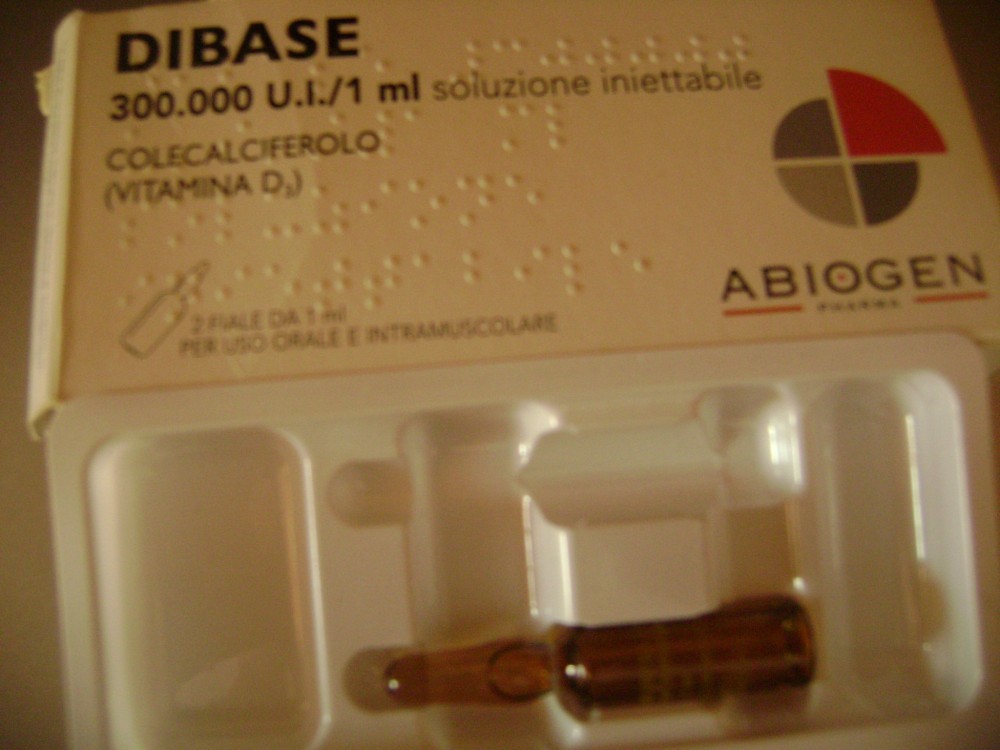 DIBASE
300.000 U.I./1 ml soluzione iniettabile
COLECALCIFEROLO
(VITAMINA D₃)
2 FIALE DA 1 ml
PER USO ORALE E INTRAMUSCOLARE
ABIOGEN
PHARMA